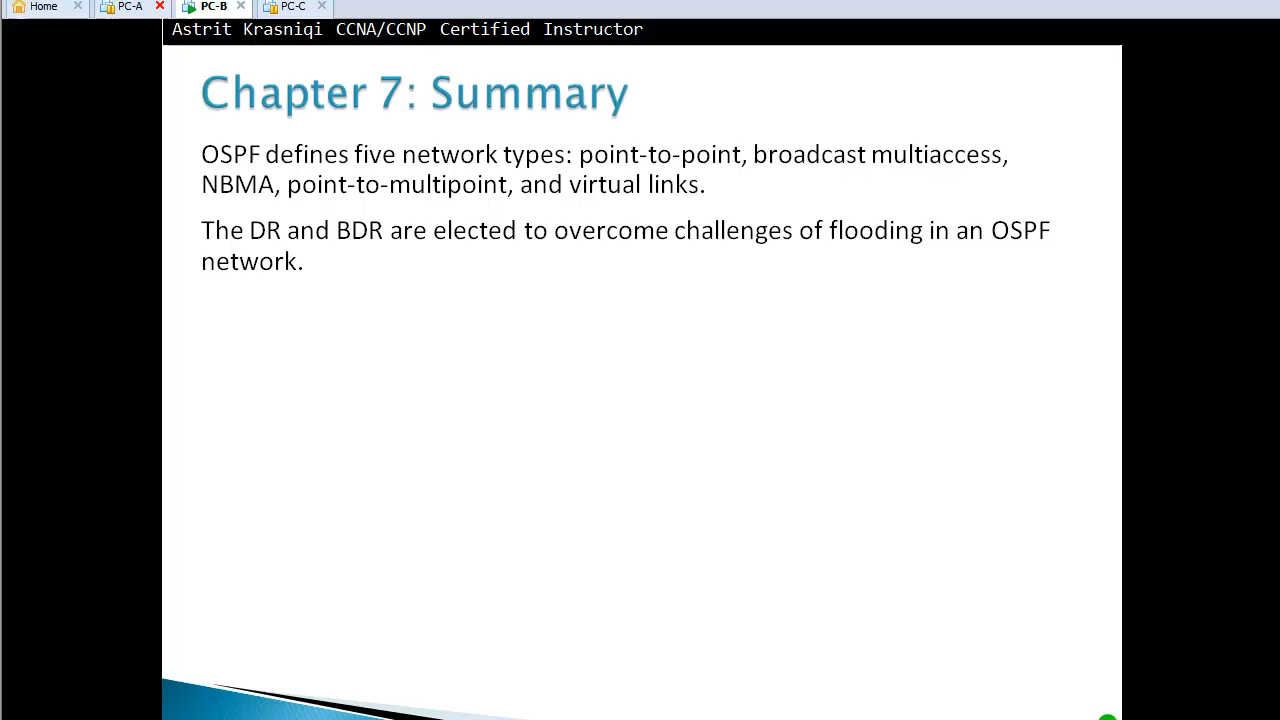 Home PC-A PC-B PC-C
Astrit Krasniqi CCNA/CCNP Certified Instructor
Chapter 7: Summary
OSPF defines five network types: point-to-point, broadcast multiaccess,
NBMA, point-to-multipoint, and virtual links.
The DR and BDR are elected to overcome challenges of flooding in an OSPF
network.